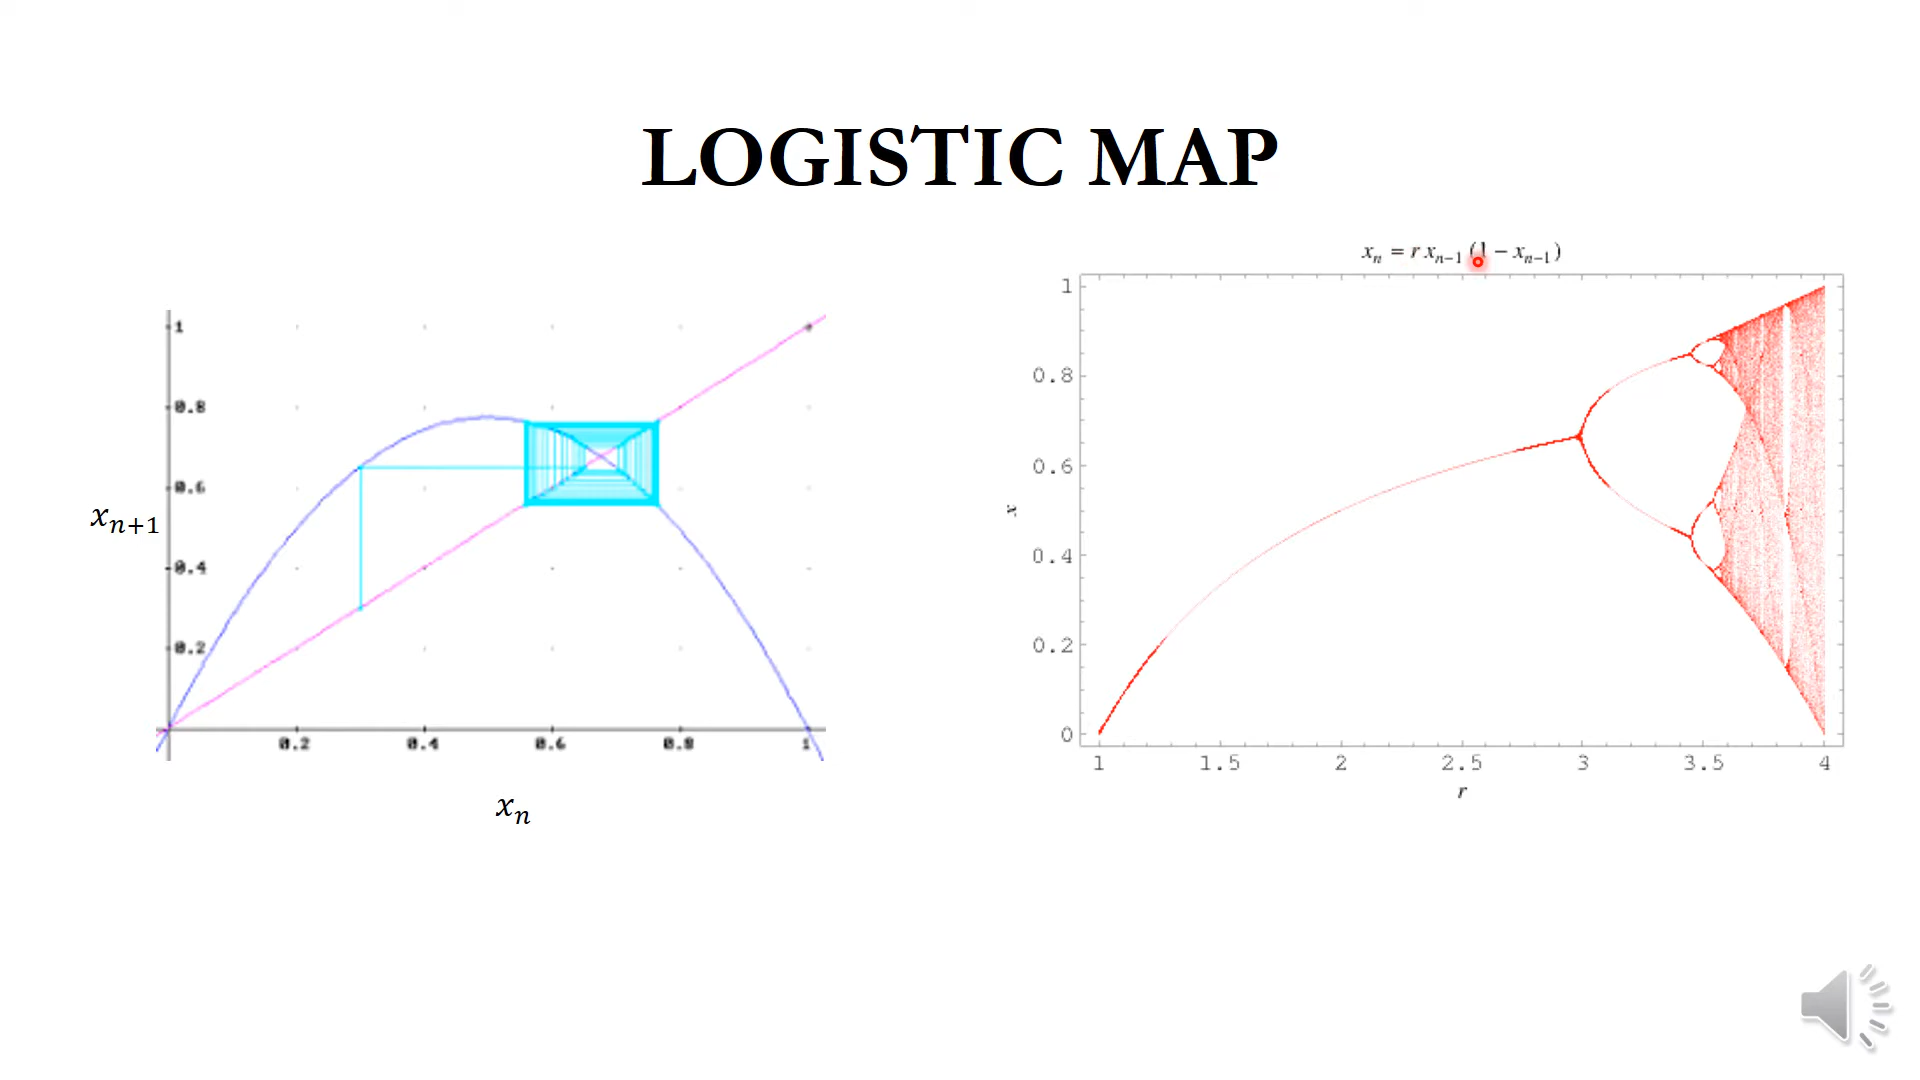 LOGISTIC MAP
1
0.8
0.6
0.4
0.2
0.2 0.4 0.6 0.8 1
xₙ₊₁
xₙ
xₙ = r xₙ₋₁ (1 − xₙ₋₁)
1
0.8
0.6
0.4
0.2
0
x
1 1.5 2 2.5 3 3.5 4
r